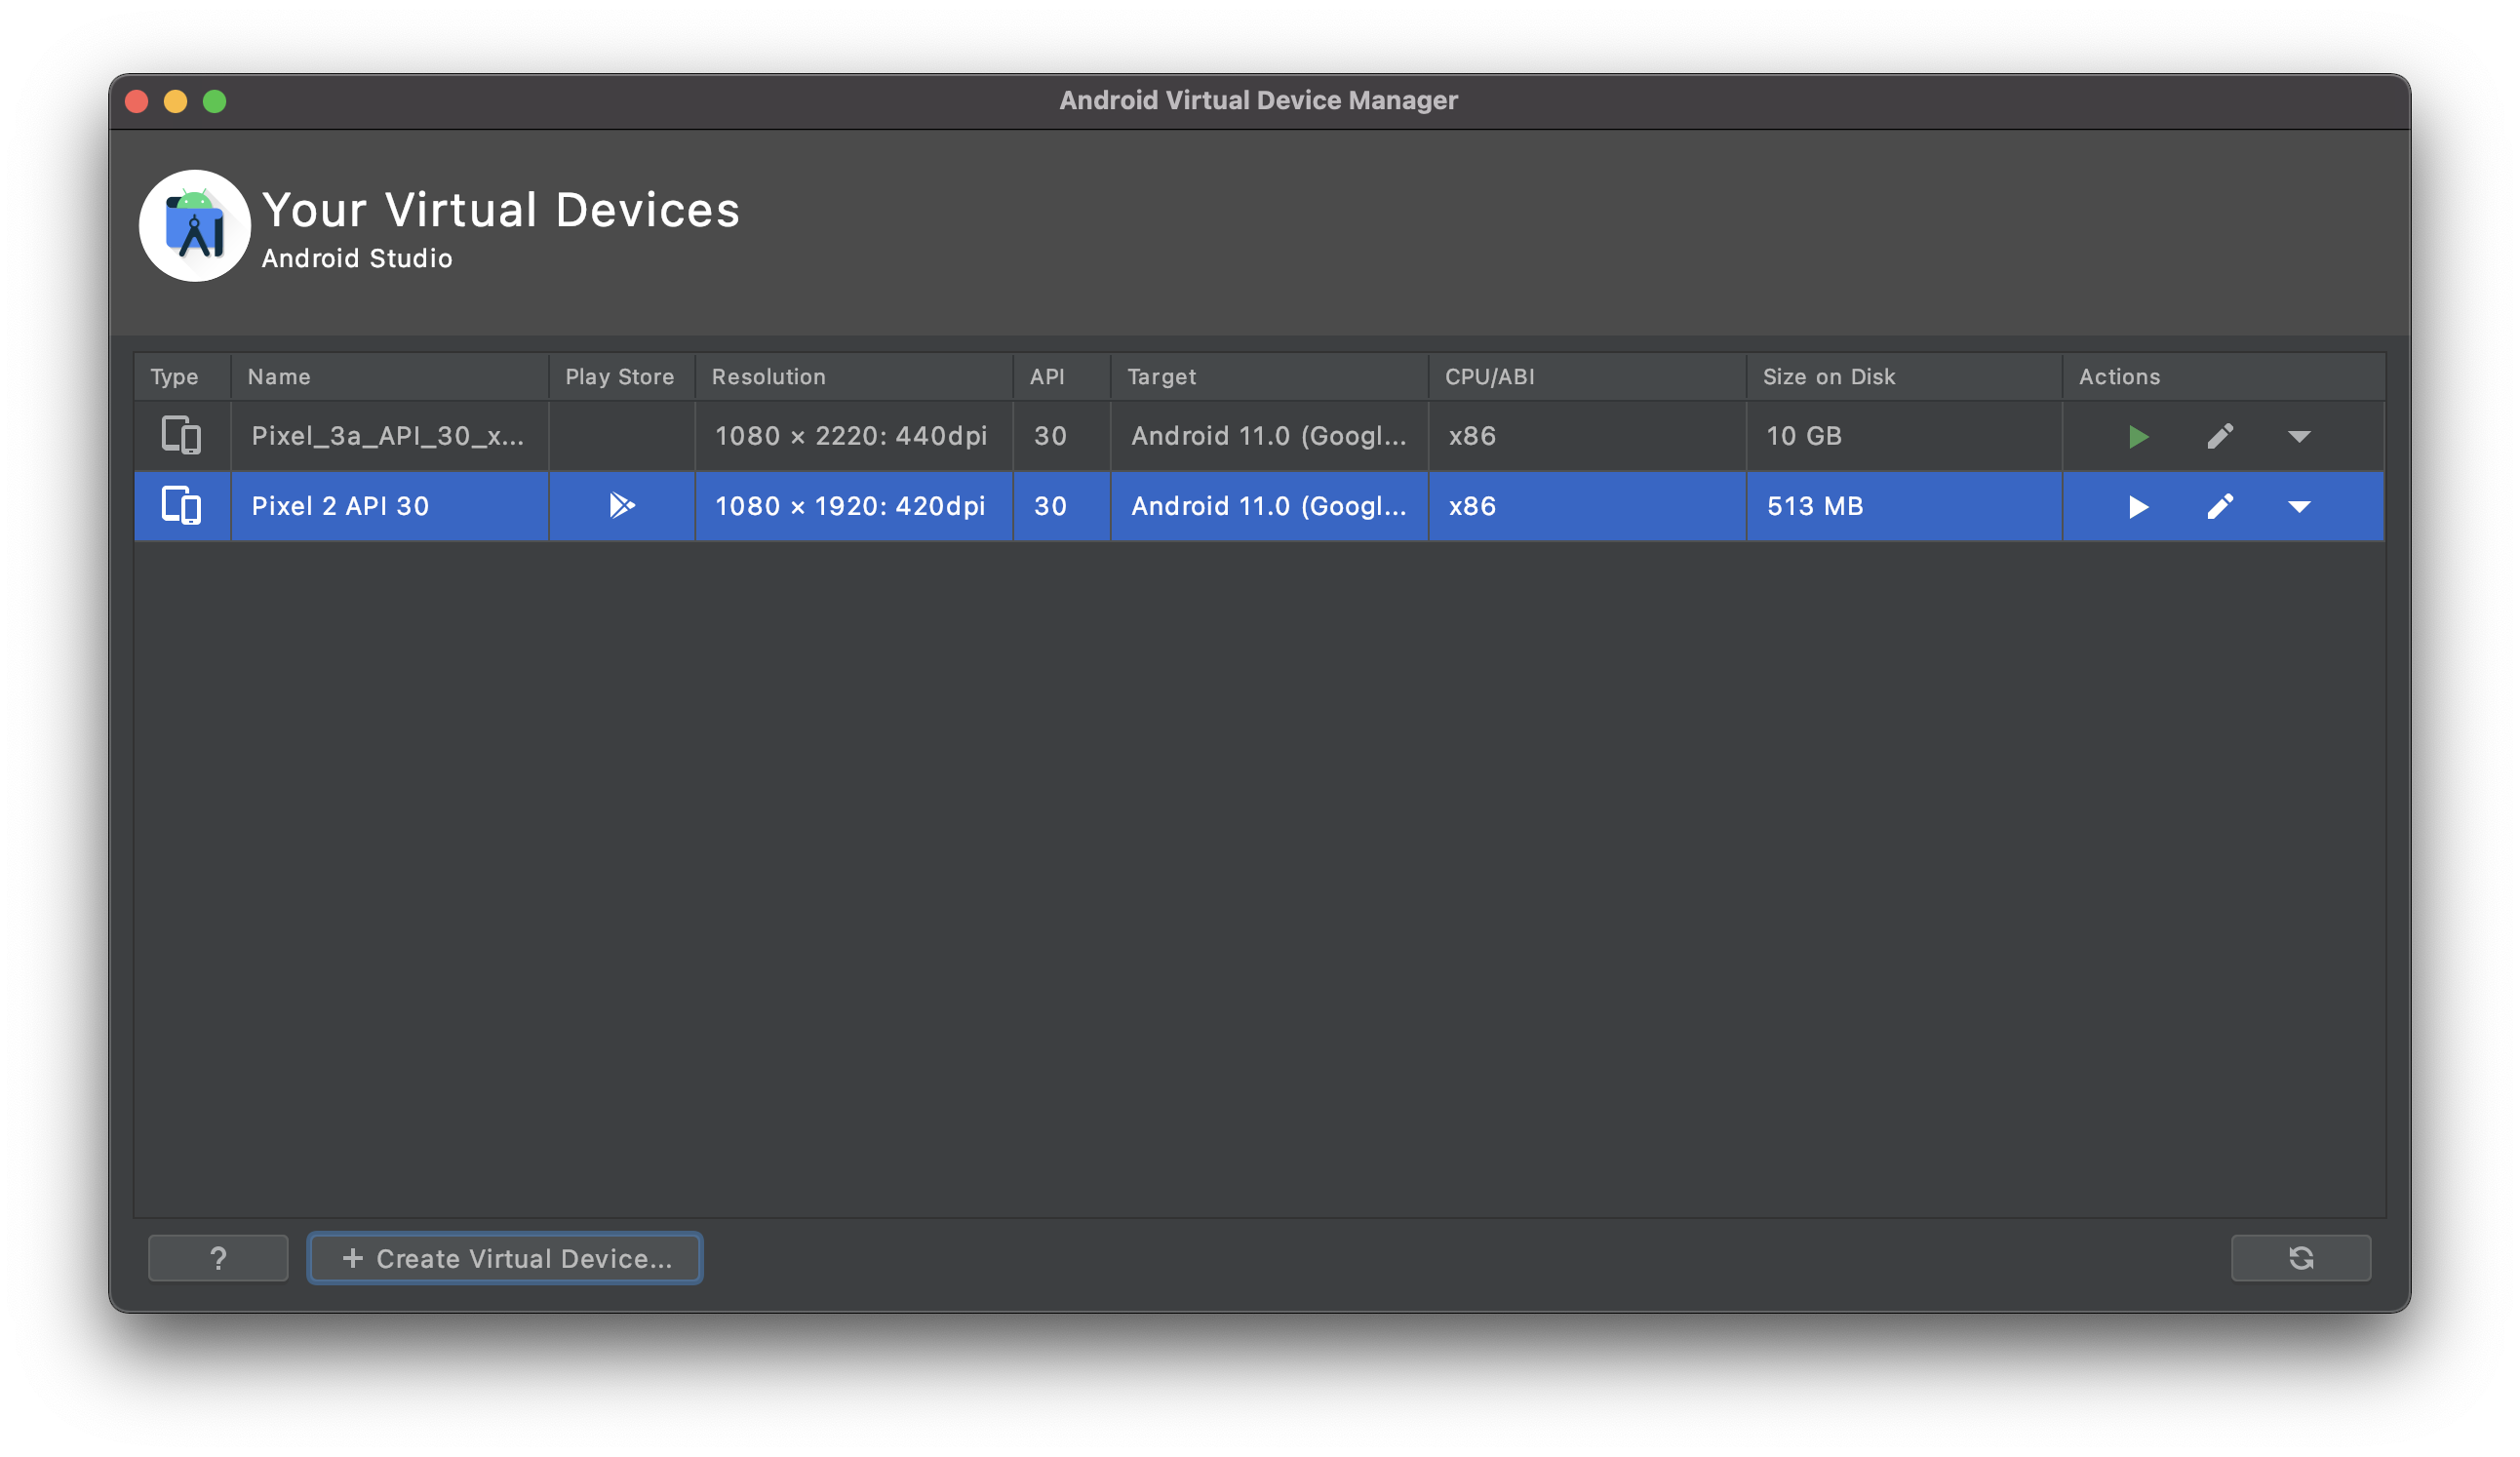 Android Virtual Device Manager
Your Virtual Devices
Android Studio
Type Name Play Store Resolution API Target CPU/ABI Size on Disk Actions
Pixel_3a_API_30_x... 1080 × 2220: 440dpi 30 Android 11.0 (Googl... x86 10 GB
Pixel 2 API 30 1080 × 1920: 420dpi 30 Android 11.0 (Googl... x86 513 MB
? + Create Virtual Device...